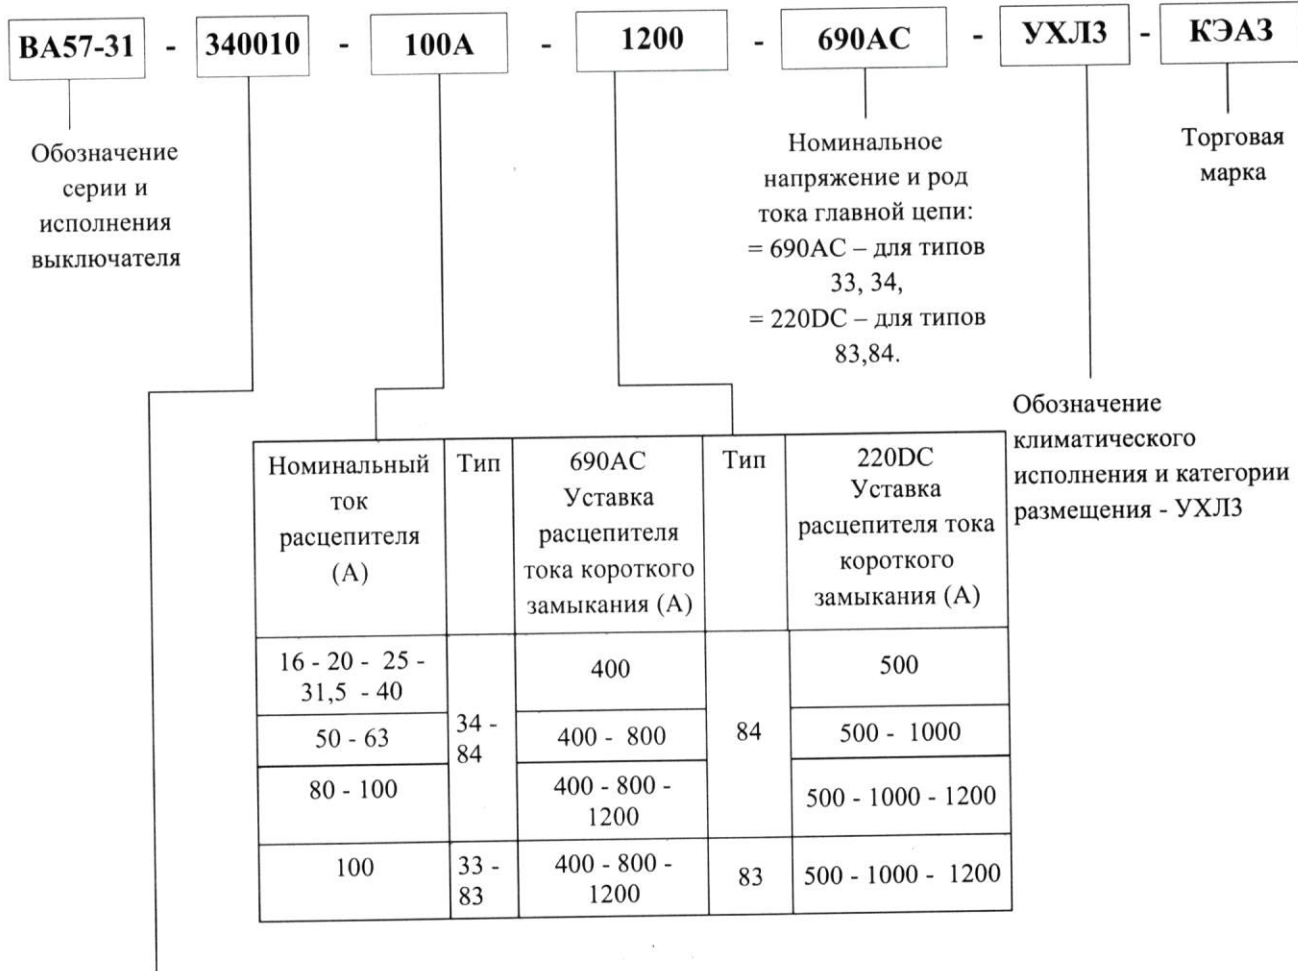 ВА57-31 - 340010 - 100А - 1200 - 690АС - УХЛ3 - КЭАЗ
Обозначение
серии и
исполнения
выключателя
Номинальное
напряжение и род
тока главной цепи:
= 690АС – для типов
33, 34,
= 220DC – для типов
83,84.
Торговая
марка
Обозначение
климатического
исполнения и категории
размещения - УХЛ3
Номинальный
ток
расцепителя
(А)
Тип
690АС
Уставка
расцепителя
тока короткого
замыкания (А)
Тип
220DC
Уставка
расцепителя тока
короткого
замыкания (А)
16 - 20 - 25 -
31,5 - 40
34 -
84
400
84
500
50 - 63
400 - 800
500 - 1000
80 - 100
400 - 800 -
1200
500 - 1000 - 1200
100
33 -
83
400 - 800 -
1200
83
500 - 1000 - 1200